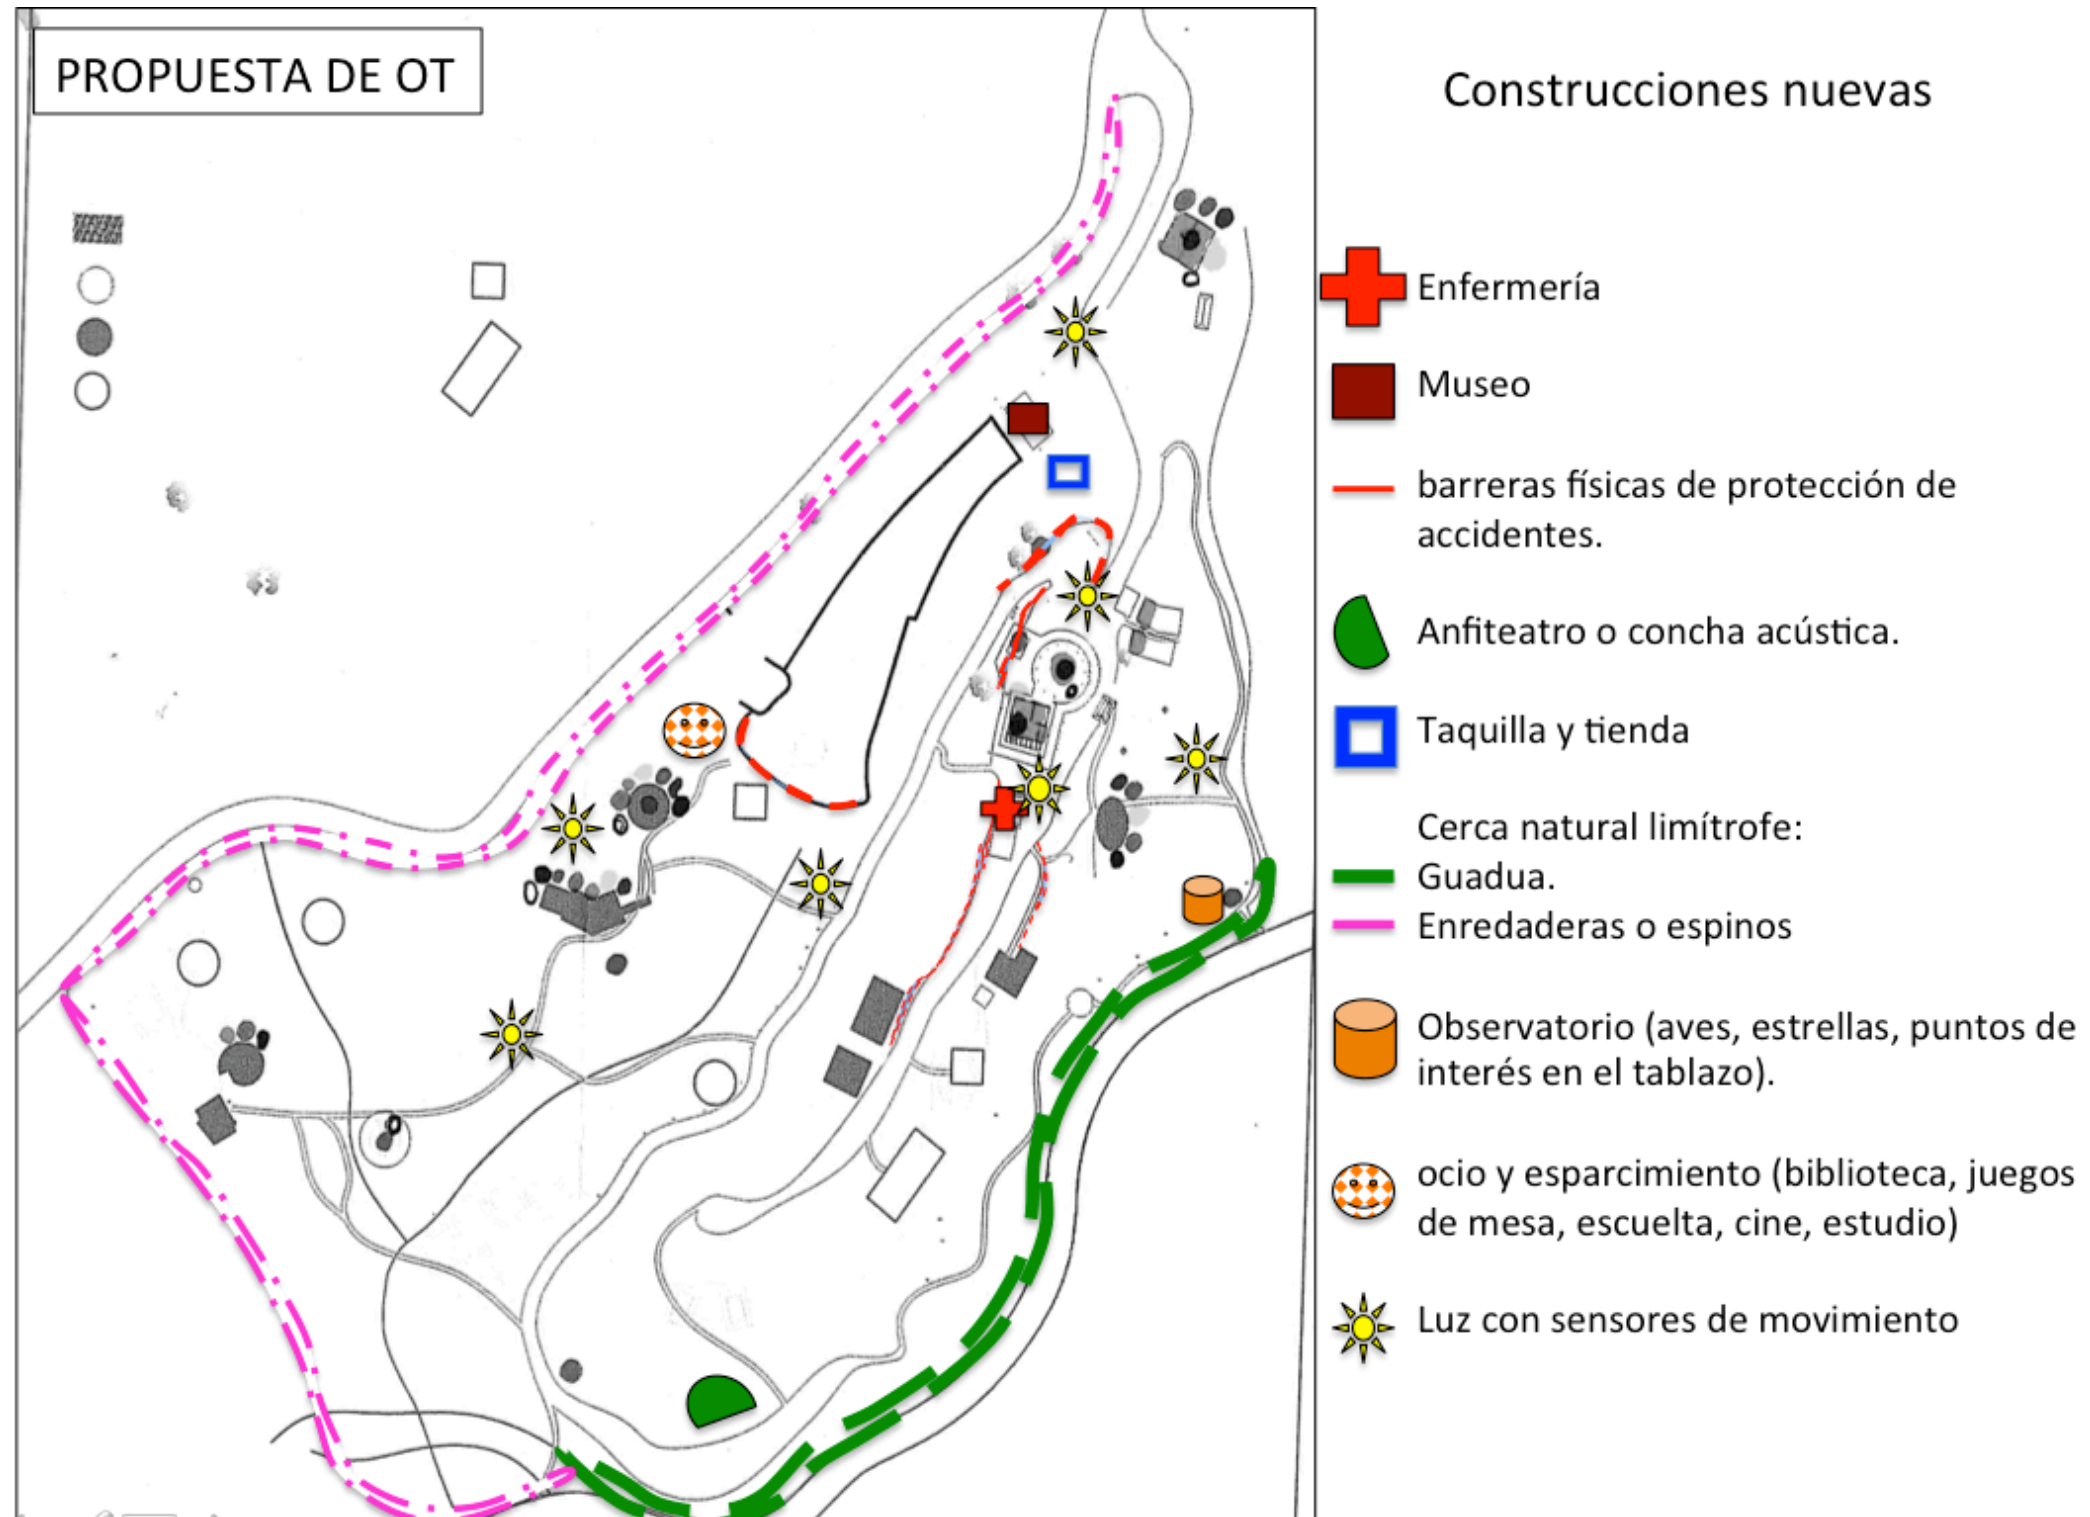 PROPUESTA DE OT
Construcciones nuevas
Enfermería
Museo
barreras físicas de protección de
accidentes.
Anfiteatro o concha acústica.
Taquilla y tienda
Cerca natural limítrofe:
Guadua.
Enredaderas o espinos
Observatorio (aves, estrellas, puntos de
interés en el tablazo).
ocio y esparcimiento (biblioteca, juegos
de mesa, escuelta, cine, estudio)
Luz con sensores de movimiento